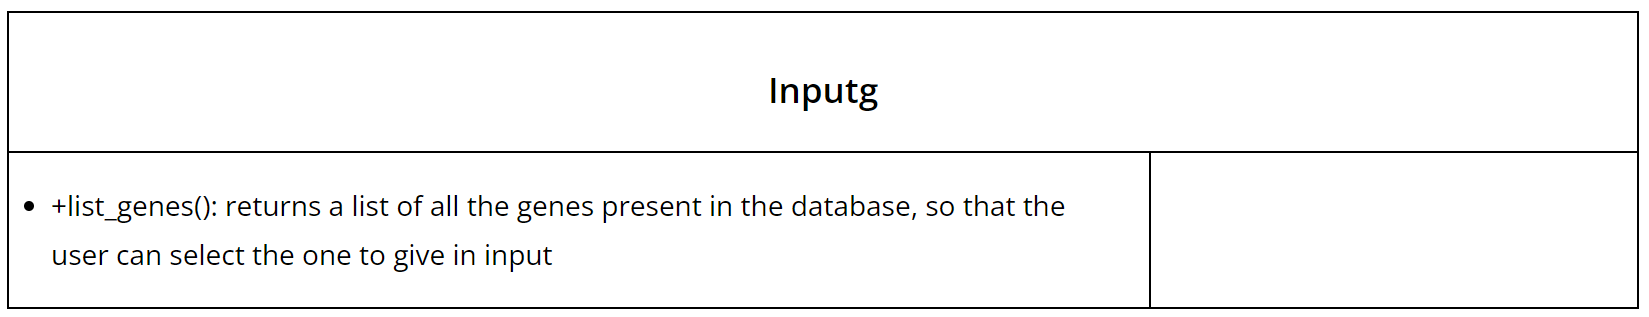 Inputg
• +list_genes(): returns a list of all the genes present in the database, so that the
user can select the one to give in input